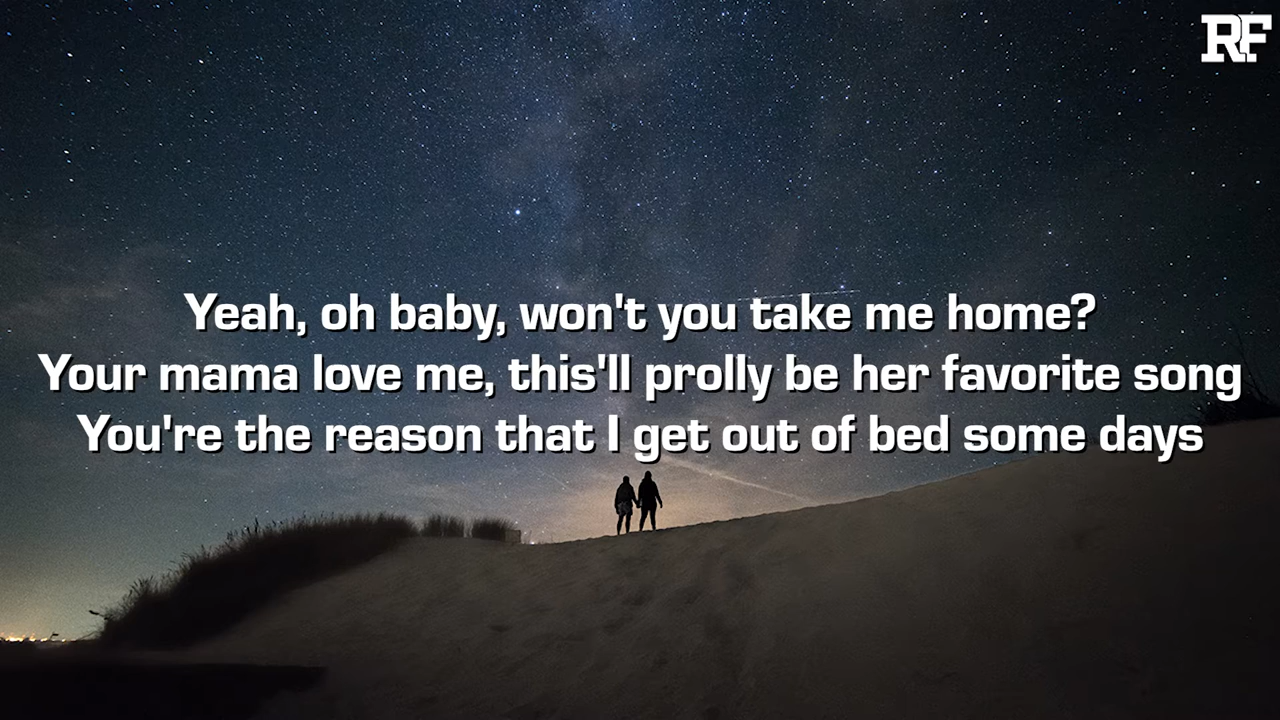 RF
Yeah, oh baby, won't you take me home?
Your mama love me, this'll prolly be her favorite song
You're the reason that I get out of bed some days